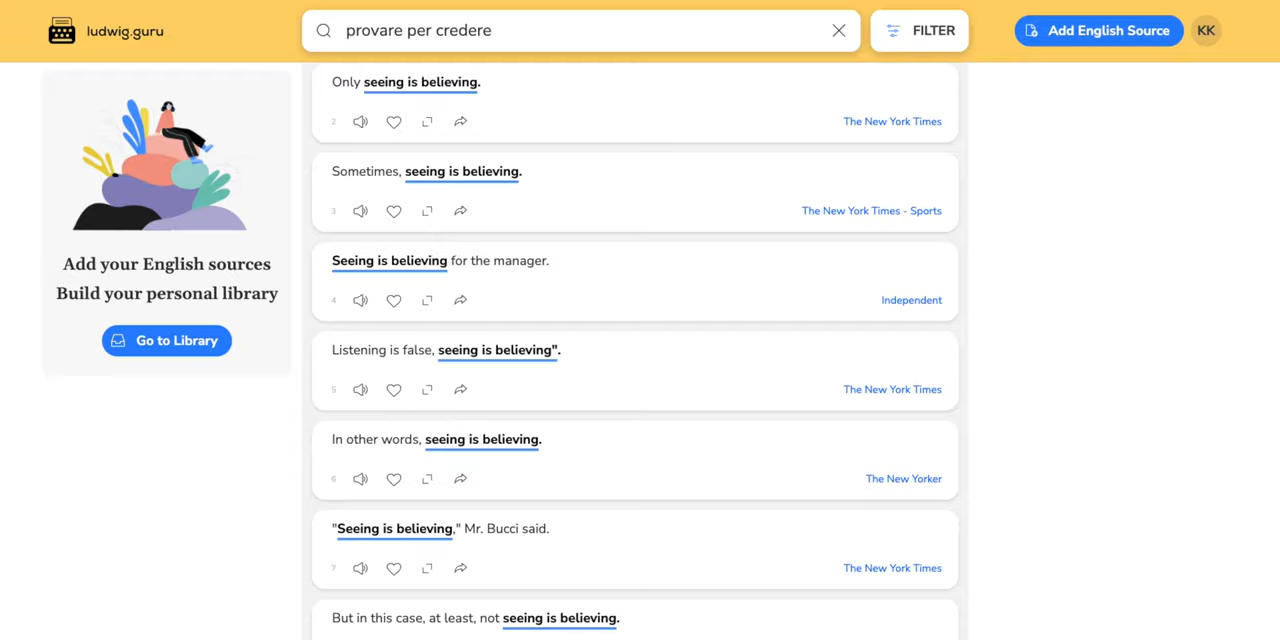 ludwig.guru
provare per credere
FILTER
Add English Source
KK
Add your English sources
Build your personal library
Go to Library
Only seeing is believing.
2
The New York Times
Sometimes, seeing is believing.
3
The New York Times - Sports
Seeing is believing for the manager.
4
Independent
Listening is false, seeing is believing".
5
The New York Times
In other words, seeing is believing.
6
The New Yorker
"Seeing is believing," Mr. Bucci said.
7
The New York Times
But in this case, at least, not seeing is believing.